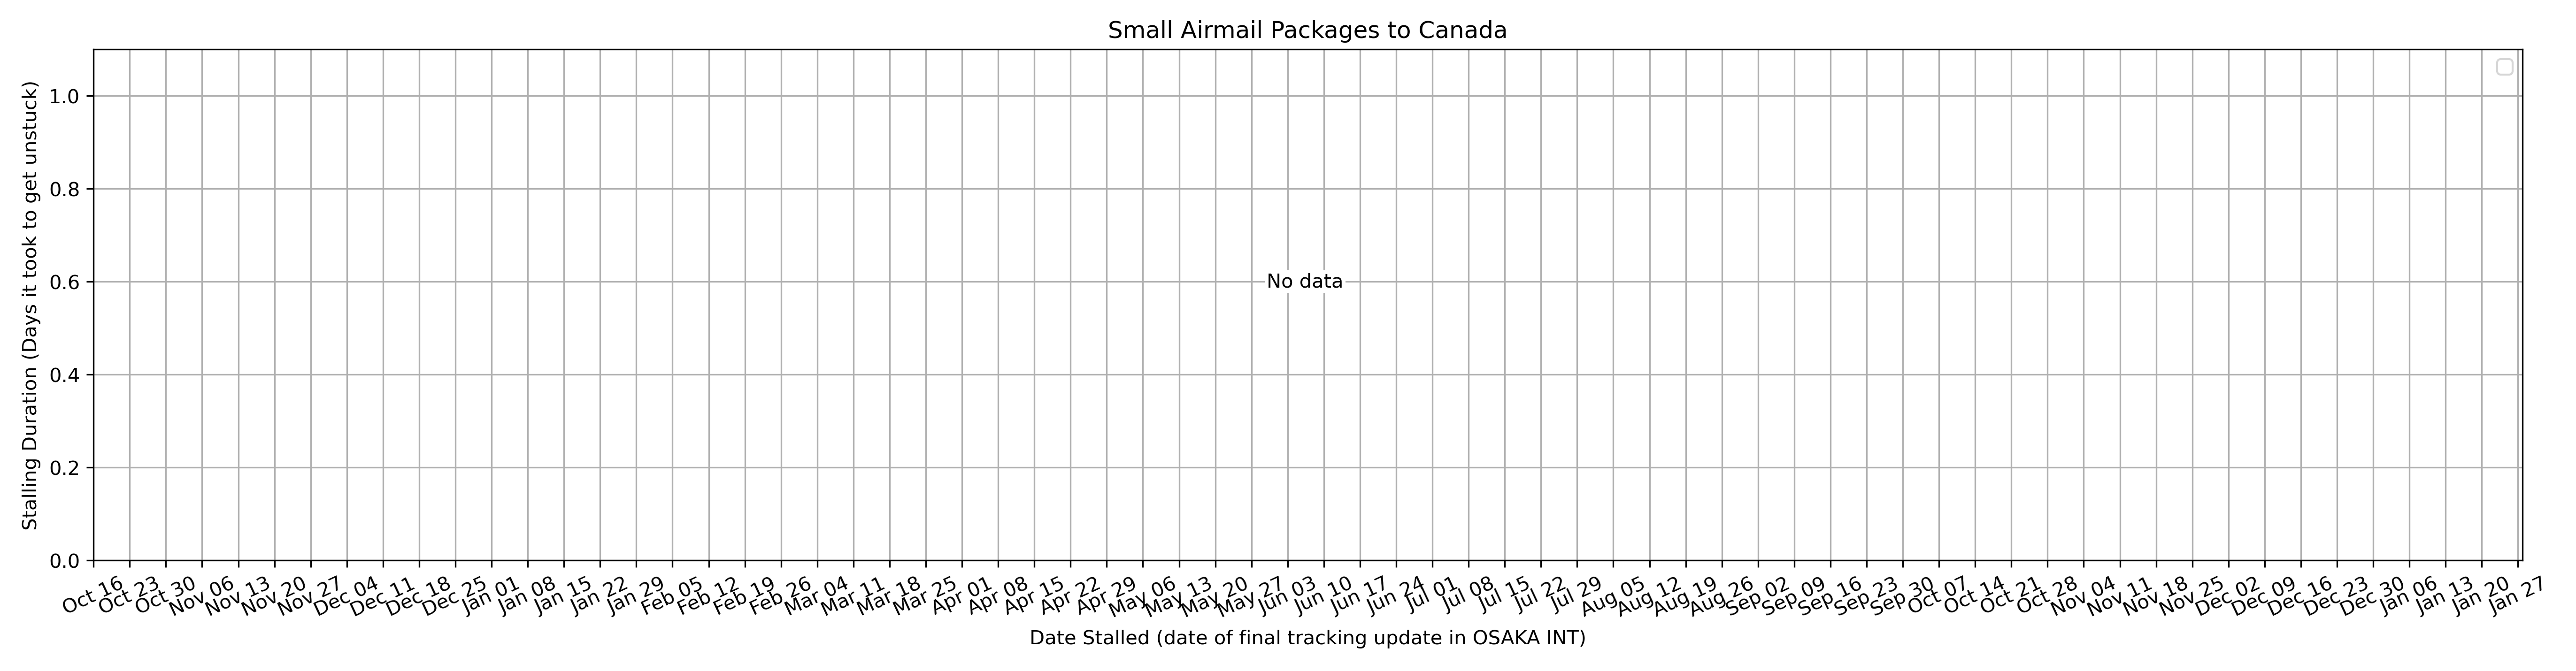 Small Airmail Packages to Canada
Stalling Duration (Days it took to get unstuck)
1.0
0.8
0.6
0.4
0.2
0.0
No data
Oct 16 Oct 23 Oct 30 Nov 06 Nov 13 Nov 20 Nov 27 Dec 04 Dec 11 Dec 18 Dec 25 Jan 01 Jan 08 Jan 15 Jan 22 Jan 29 Feb 05 Feb 12 Feb 19 Feb 26 Mar 04 Mar 11 Mar 18 Mar 25 Apr 01 Apr 08 Apr 15 Apr 22 Apr 29 May 06 May 13 May 20 May 27 Jun 03 Jun 10 Jun 17 Jun 24 Jul 01 Jul 08 Jul 15 Jul 22 Jul 29 Aug 05 Aug 12 Aug 19 Aug 26 Sep 02 Sep 09 Sep 16 Sep 23 Sep 30 Oct 07 Oct 14 Oct 21 Oct 28 Nov 04 Nov 11 Nov 18 Nov 25 Dec 02 Dec 09 Dec 16 Dec 23 Dec 30 Jan 06 Jan 13 Jan 20 Jan 27
Date Stalled (date of final tracking update in OSAKA INT)